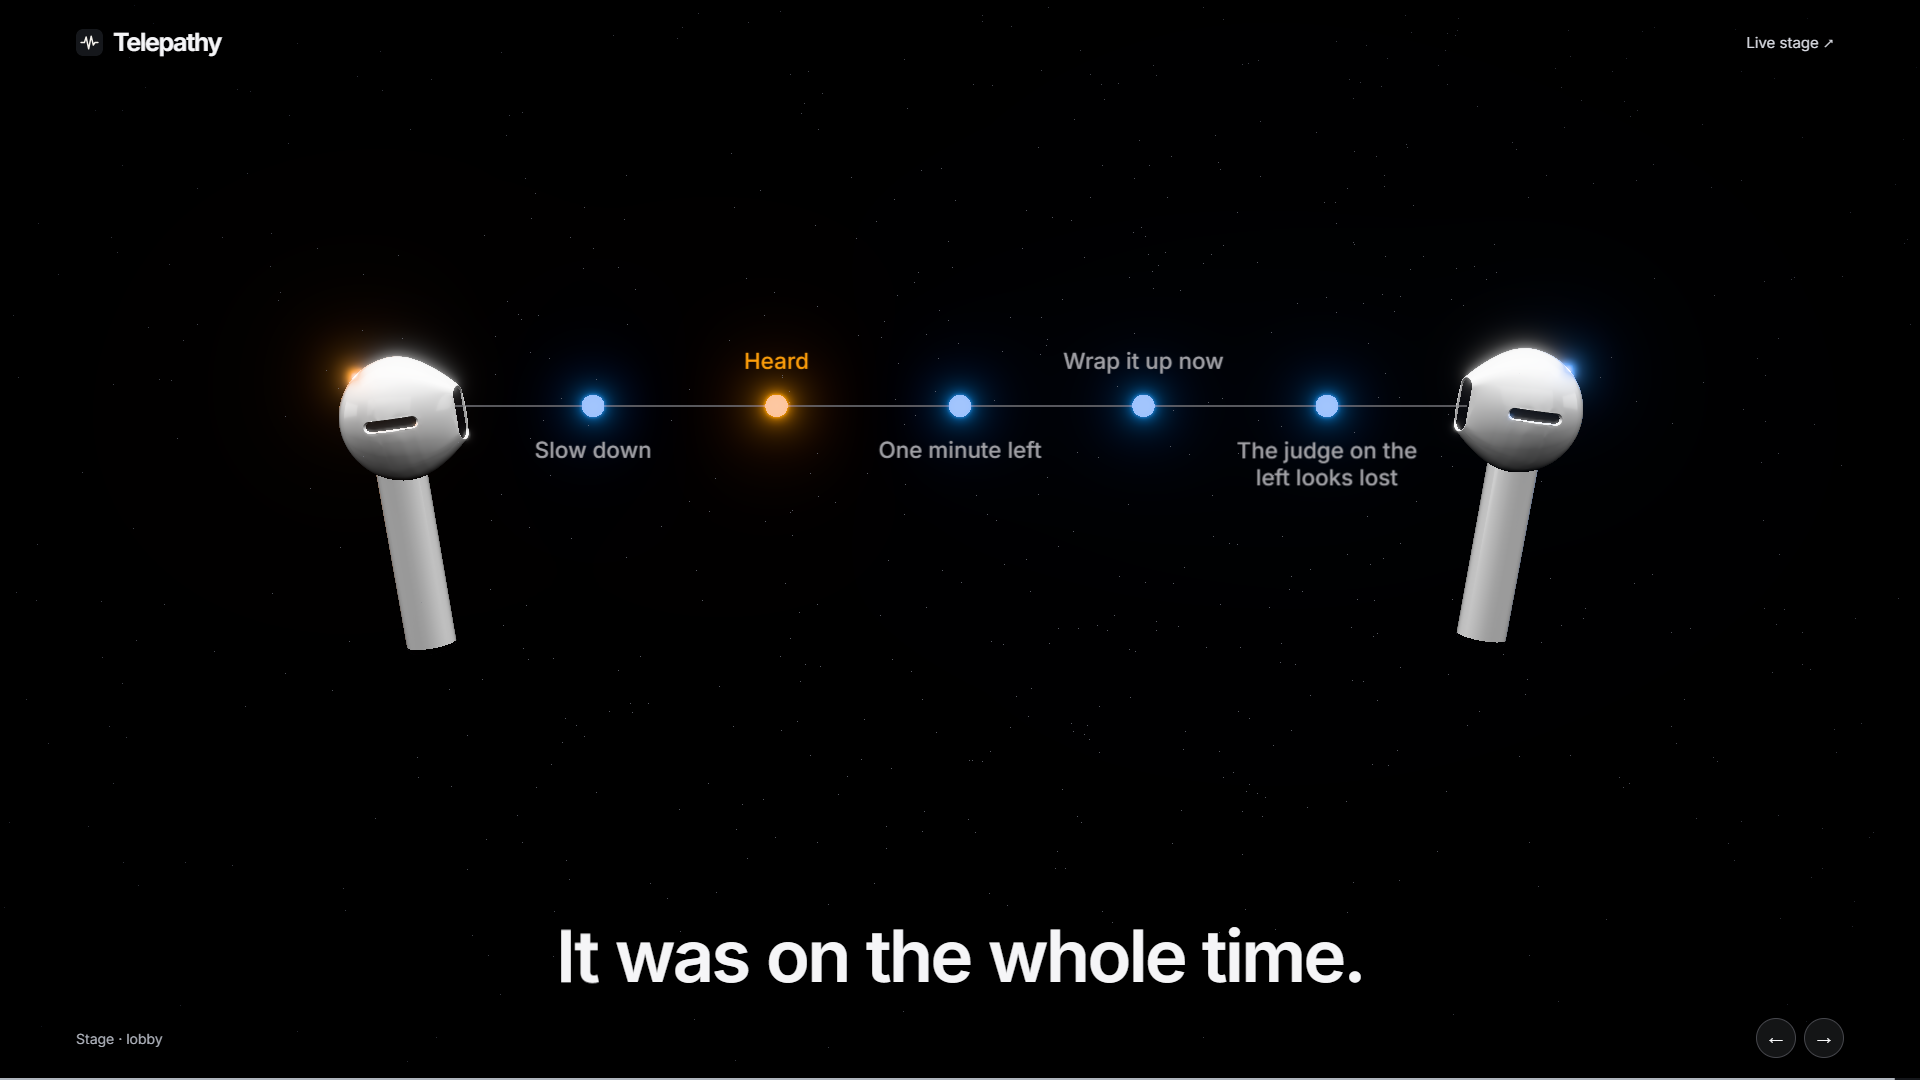 Telepathy
Live stage ↗
Heard
Wrap it up now
Slow down
One minute left
The judge on the
left looks lost
It was on the whole time.
Stage · lobby
← →